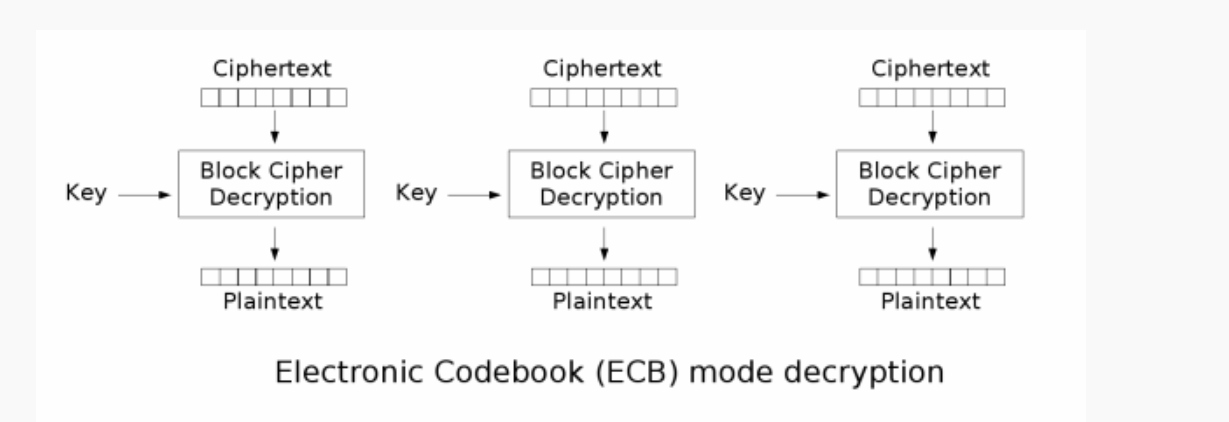 Ciphertext
Ciphertext
Ciphertext
Key
Block Cipher
Decryption
Key
Block Cipher
Decryption
Key
Block Cipher
Decryption
Plaintext
Plaintext
Plaintext
Electronic Codebook (ECB) mode decryption